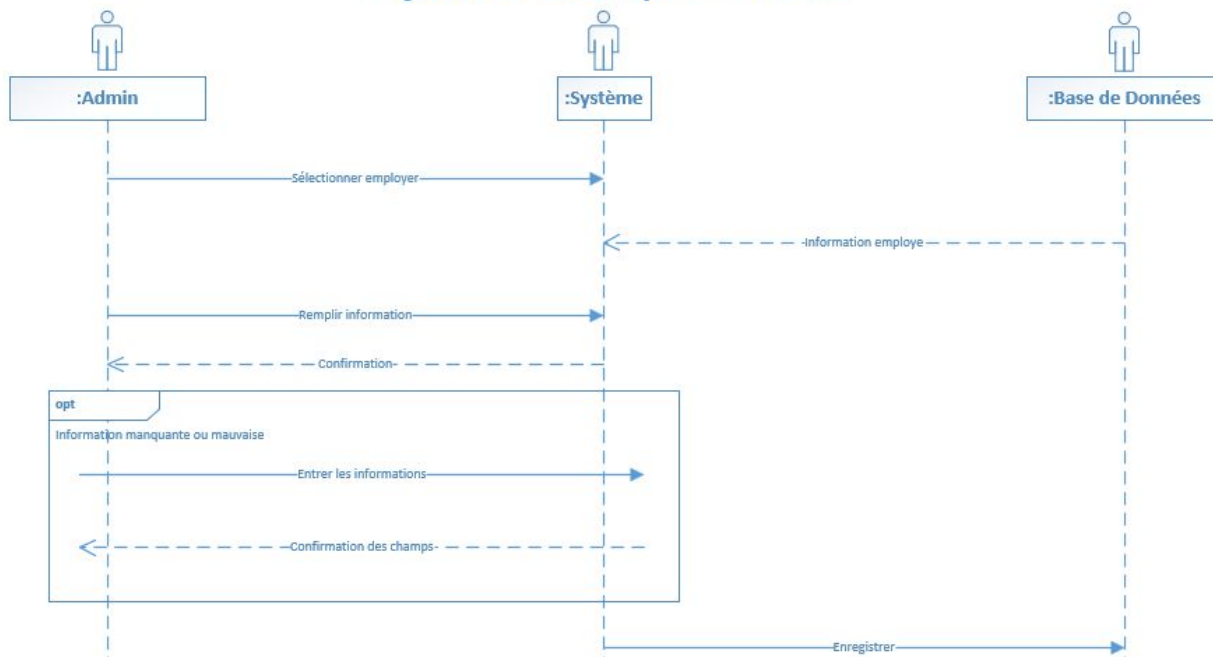 :Admin
:Système
:Base de Données
Sélectionner employer
Information employe
Remplir information
Confirmation
opt
Information manquante ou mauvaise
Entrer les informations
Confirmation des champs
Enregistrer